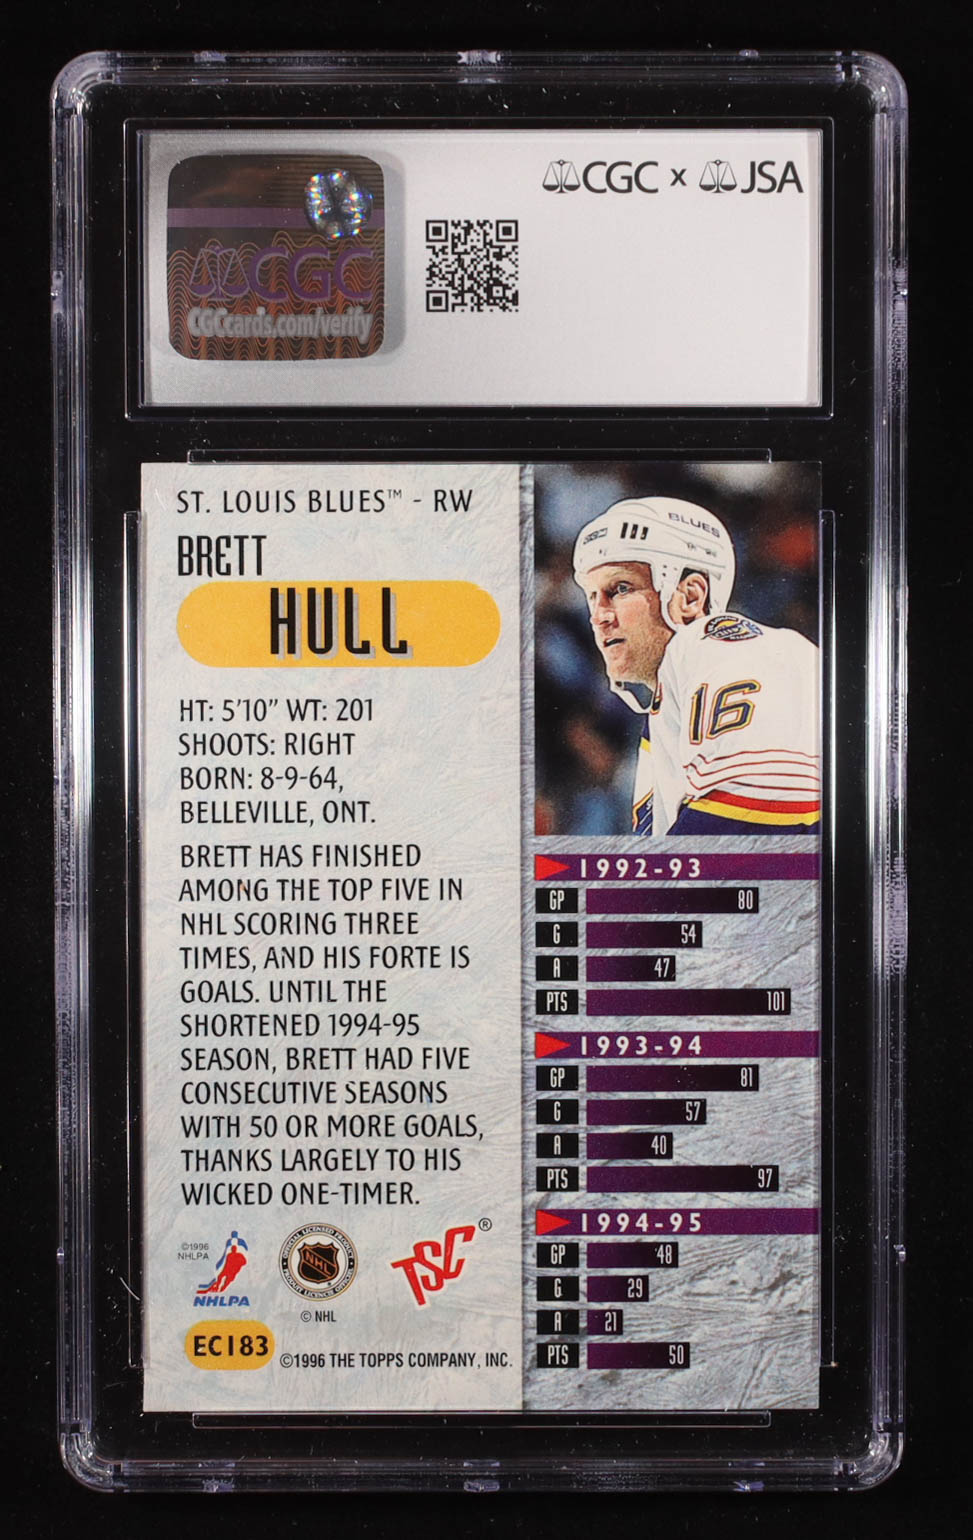 CGC x JSA
CGC
CGCcards.com/verify
ST. LOUIS BLUES™ - RW
BRETT
HULL
HT: 5'10" WT: 201
SHOOTS: RIGHT
BORN: 8-9-64,
BELLEVILLE, ONT.
BRETT HAS FINISHED
AMONG THE TOP FIVE IN
NHL SCORING THREE
TIMES, AND HIS FORTE IS
GOALS. UNTIL THE
SHORTENED 1994-95
SEASON, BRETT HAD FIVE
CONSECUTIVE SEASONS
WITH 50 OR MORE GOALS,
THANKS LARGELY TO HIS
WICKED ONE-TIMER.
©1996
NHLPA
NHLPA
OFFICIAL LICENSED PRODUCT
NHL
© NHL
TSC®
EC183
©1996 THE TOPPS COMPANY, INC.
BLUES
16
1992-93
GP 80
G 54
A 47
PTS 101
1993-94
GP 81
G 57
A 40
PTS 97
1994-95
GP 48
G 29
A 21
PTS 50